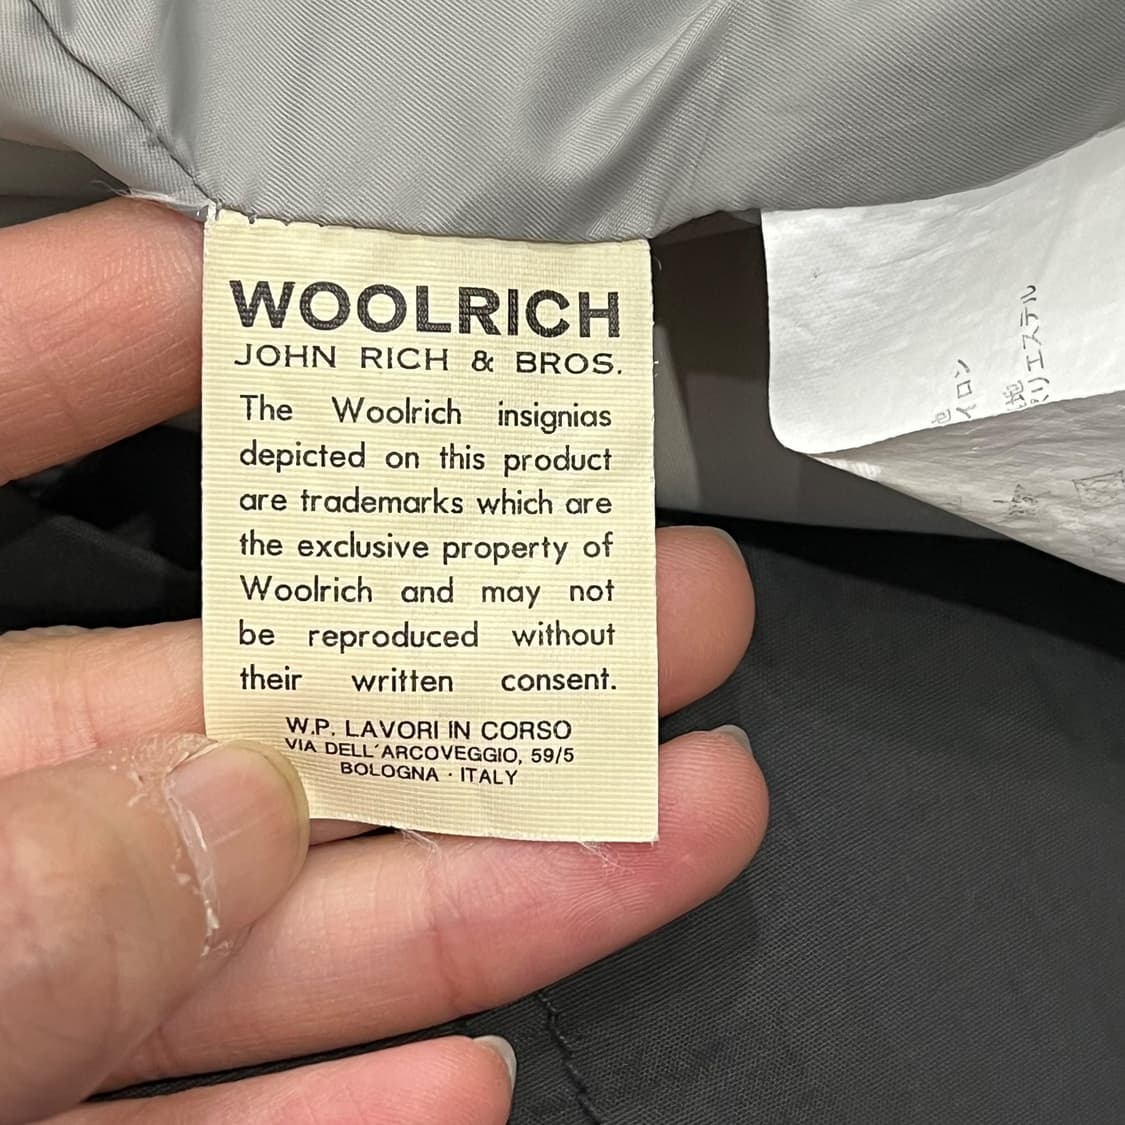 WOOLRICH
JOHN RICH & BROS.
The Woolrich insignias
depicted on this product
are trademarks which are
the exclusive property of
Woolrich and may not
be reproduced without
their written consent.
W.P. LAVORI IN CORSO
VIA DELL'ARCOVEGGIO, 59/5
BOLOGNA · ITALY
イロン
地
リエステル